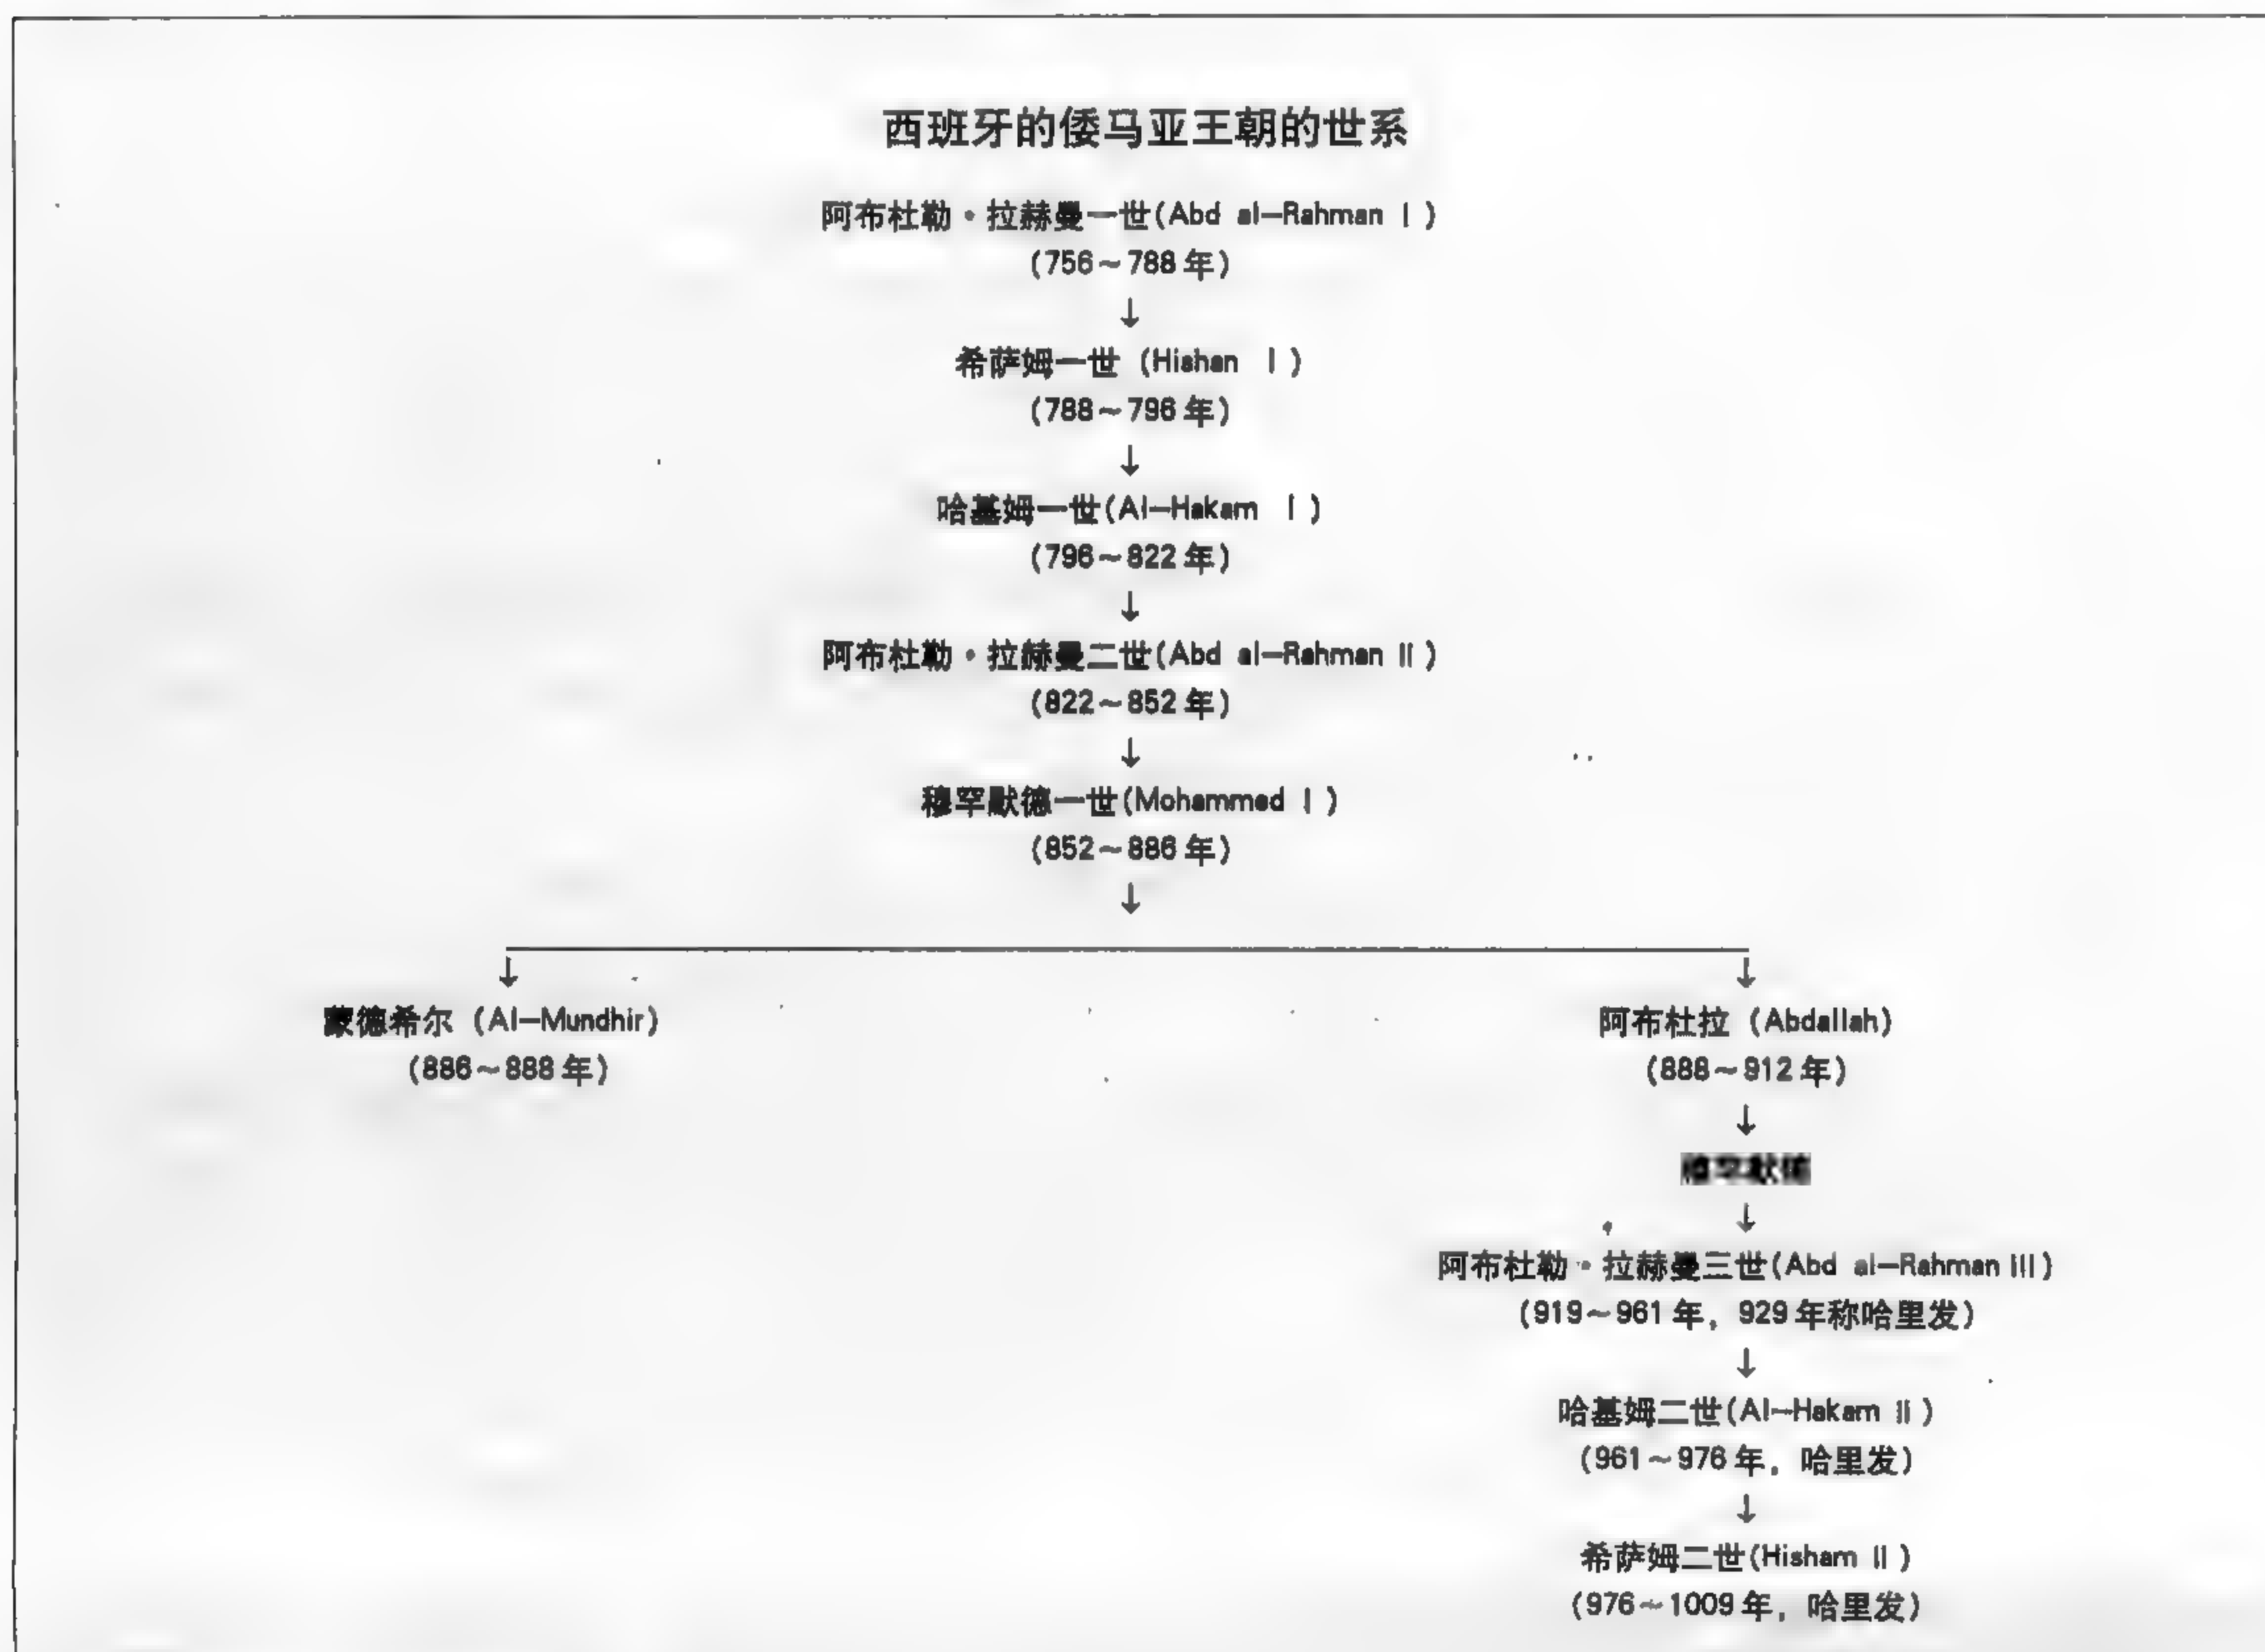 西班牙的倭马亚王朝的世系
阿布杜勒·拉赫曼一世(Abd al-Rahman Ⅰ)
(756~788年)
↓
希萨姆一世 (Hishan Ⅰ)
(788~796年)
↓
哈基姆一世(Al-Hakam Ⅰ)
(796~822年)
↓
阿布杜勒·拉赫曼二世(Abd al-Rahman Ⅱ)
(822~852年)
↓
穆罕默德一世(Mohammed Ⅰ)
(852~886年)
↓
↓ ↓
蒙德希尔 (Al-Mundhir) 阿布杜拉 (Abdallah)
(886~888年) (888~912年)
↓
↓
阿布杜勒·拉赫曼三世(Abd al-Rahman Ⅲ)
(919~961年, 929年称哈里发)
↓
哈基姆二世(Al-Hakam Ⅱ)
(961~976年, 哈里发)
↓
希萨姆二世(Hisham Ⅱ)
(976~1009年, 哈里发)